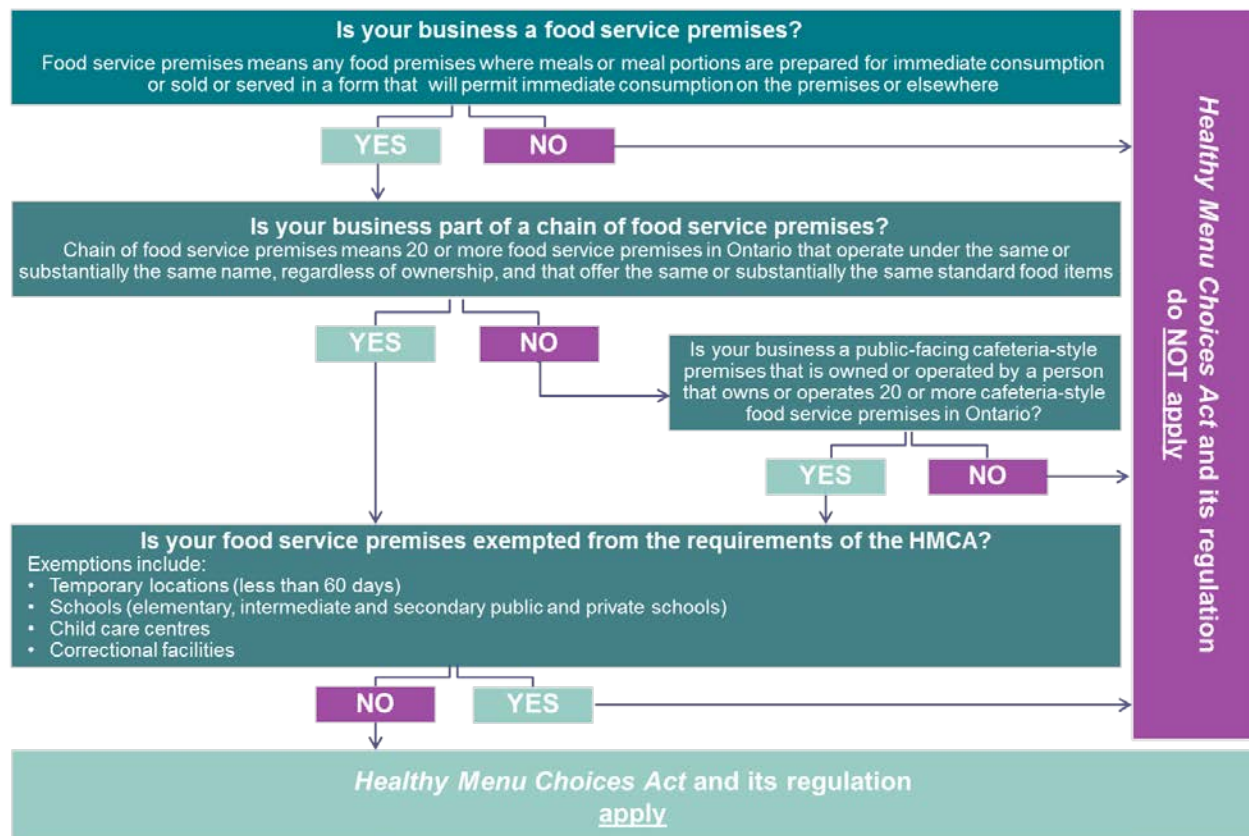 Is your business a food service premises?
Food service premises means any food premises where meals or meal portions are prepared for immediate consumption
or sold or served in a form that will permit immediate consumption on the premises or elsewhere
YES
NO
Is your business part of a chain of food service premises?
Chain of food service premises means 20 or more food service premises in Ontario that operate under the same or
substantially the same name, regardless of ownership, and that offer the same or substantially the same standard food items
YES
NO
Is your business a public-facing cafeteria-style
premises that is owned or operated by a person
that owns or operates 20 or more cafeteria-style
food service premises in Ontario?
YES
NO
Is your food service premises exempted from the requirements of the HMCA?
Exemptions include:
• Temporary locations (less than 60 days)
• Schools (elementary, intermediate and secondary public and private schools)
• Child care centres
• Correctional facilities
NO
YES
Healthy Menu Choices Act and its regulation
do NOT apply
Healthy Menu Choices Act and its regulation
apply